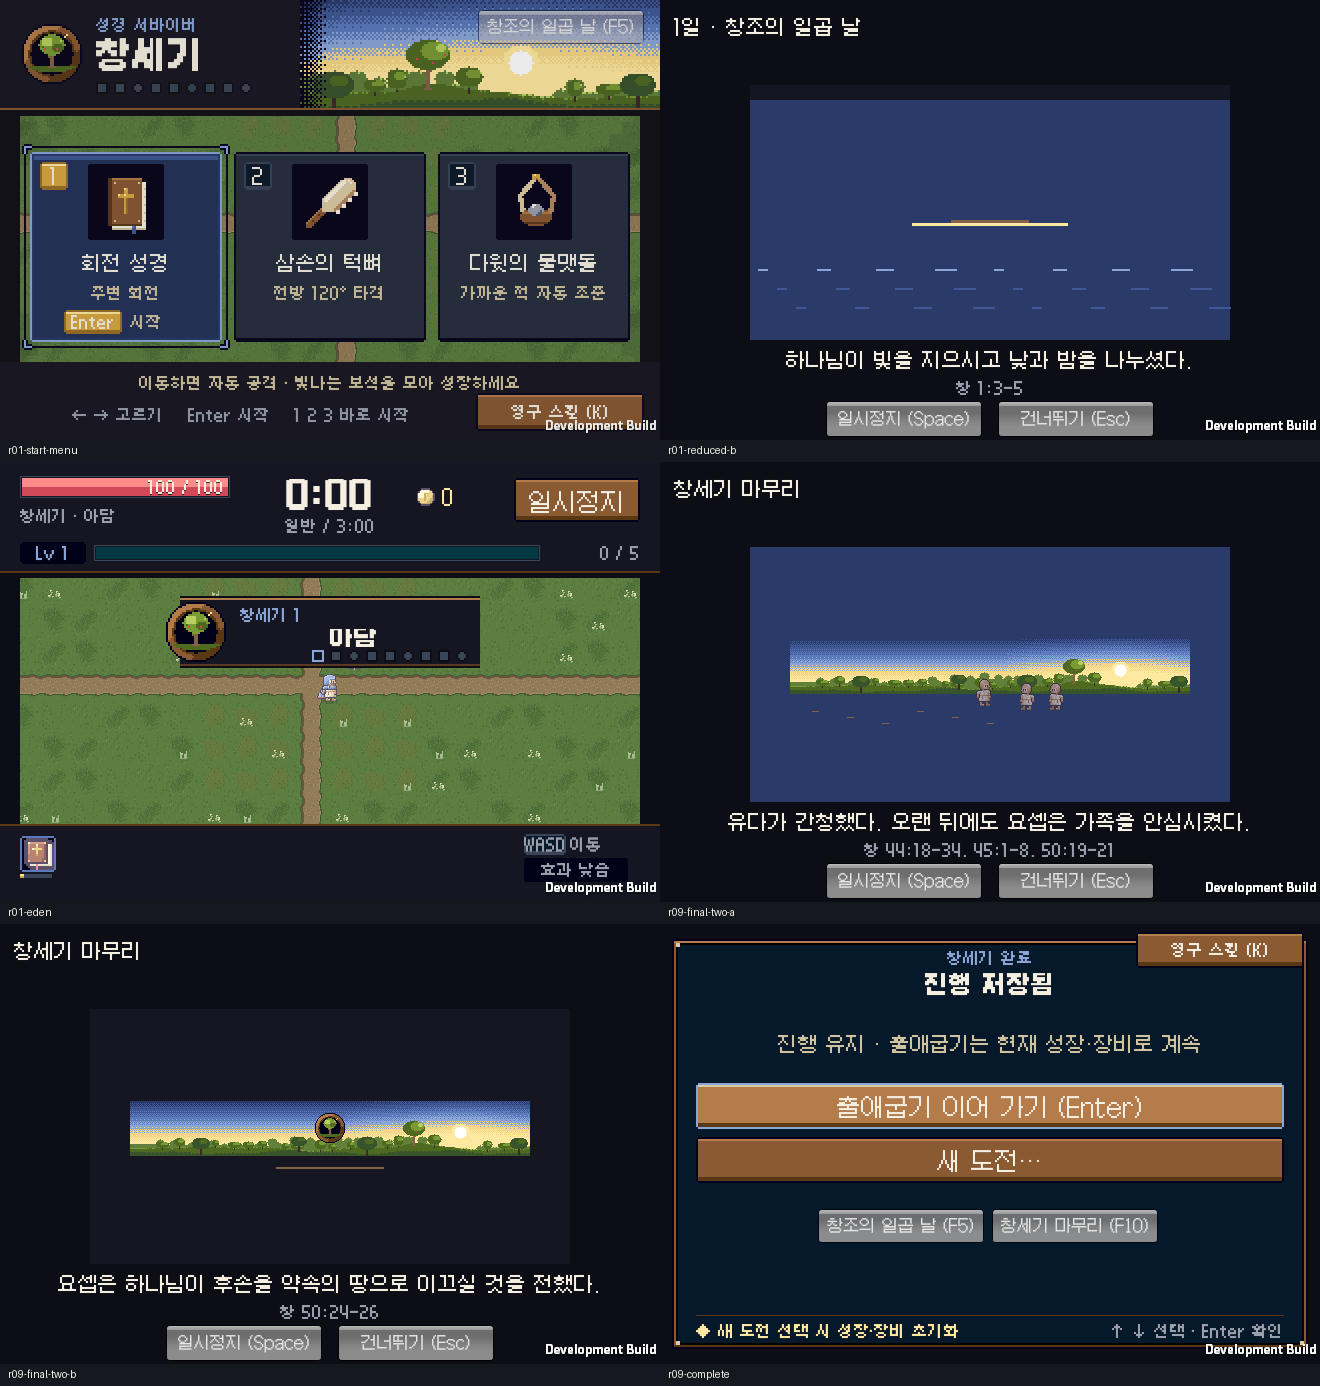 성경 서바이버
창세기
창조의 일곱 날 (F5)
1
회전 성경
주변 회전
Enter 시작
2
삼손의 턱뼈
전방 120° 타격
3
다윗의 물맷돌
가까운 적 자동 조준
이동하면 자동 공격 · 빛나는 보석을 모아 성장하세요
← → 고르기 Enter 시작 1 2 3 바로 시작
영구 스킬 (K)
Development Build
r01-start-menu
1일 · 창조의 일곱 날
하나님이 빛을 지으시고 낮과 밤을 나누셨다.
창 1:3-5
일시정지 (Space)
건너뛰기 (Esc)
Development Build
r01-reduced-b
100 / 100
창세기 · 아담
0:00
일반 / 3:00
0
일시정지
Lv 1
0 / 5
창세기 1
아담
WASD 이동
효과 낮음
Development Build
r01-eden
창세기 마무리
유다가 간청했다. 오랜 뒤에도 요셉은 가족을 안심시켰다.
창 44:18-34, 45:1-8, 50:19-21
일시정지 (Space)
건너뛰기 (Esc)
Development Build
r09-final-two-a
창세기 마무리
요셉은 하나님이 후손을 약속의 땅으로 이끄실 것을 전했다.
창 50:24-26
일시정지 (Space)
건너뛰기 (Esc)
Development Build
r09-final-two-b
영구 스킬 (K)
창세기 완료
진행 저장됨
진행 유지 · 출애굽기는 현재 성장·장비로 계속
출애굽기 이어 가기 (Enter)
새 도전…
창조의 일곱 날 (F5)
창세기 마무리 (F10)
◆ 새 도전 선택 시 성장·장비 초기화
↑ ↓ 선택 · Enter 확인
Development Build
r09-complete